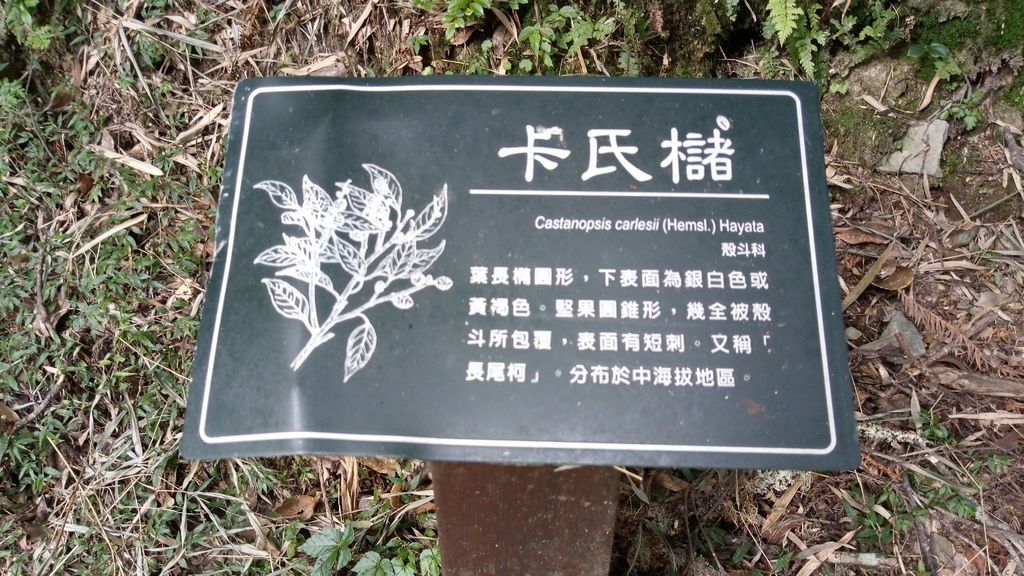 卡氏櫧
Castanopsis carlesii (Hemsl.) Hayata
殼斗科
葉長橢圓形，下表面為銀白色或
黃褐色。堅果圓錐形，幾全被殼
斗所包覆，表面有短刺。又稱「
長尾柯」。分布於中海拔地區。